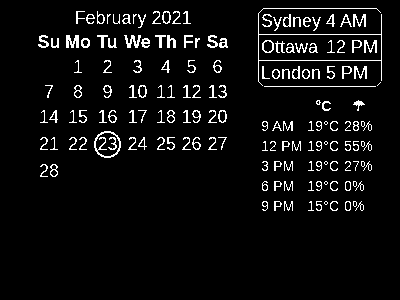 February 2021
Su Mo Tu We Th Fr Sa
1 2 3 4 5 6
7 8 9 10 11 12 13
14 15 16 17 18 19 20
21 22 23 24 25 26 27
28
Sydney 4 AM
Ottawa 12 PM
London 5 PM
°C ☂
9 AM 19°C 28%
12 PM 19°C 55%
3 PM 19°C 27%
6 PM 19°C 0%
9 PM 15°C 0%